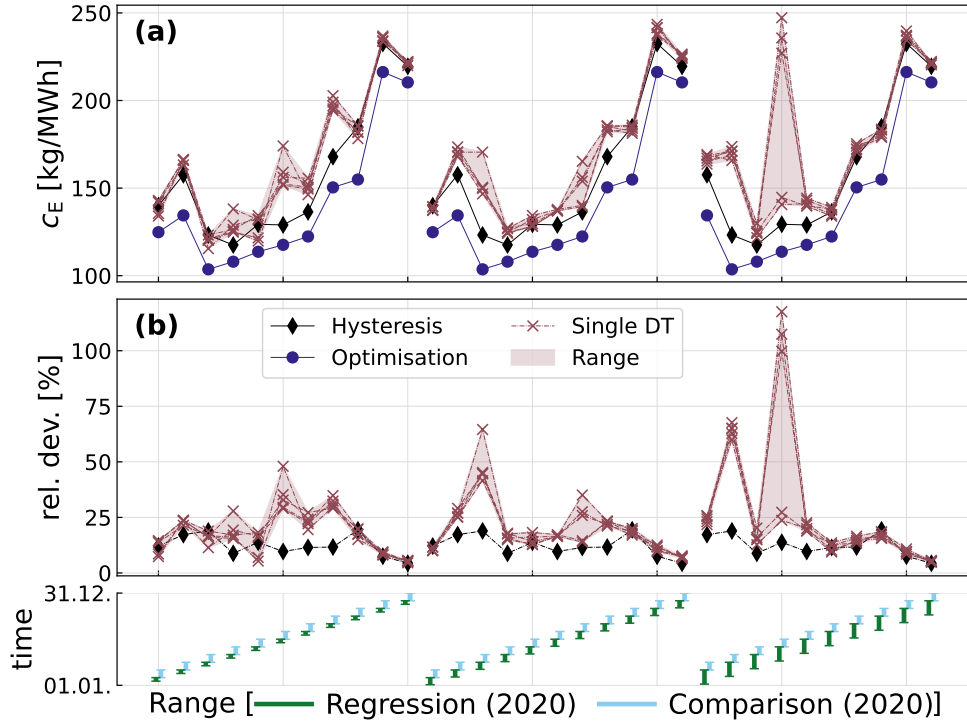 250
200
150
100
c_E [kg/MWh]
(a)
100
75
50
25
0
rel. dev. [%]
(b)
Hysteresis
Optimisation
Single DT
Range
31.12.
01.01.
time
Range [ Regression (2020) Comparison (2020)]